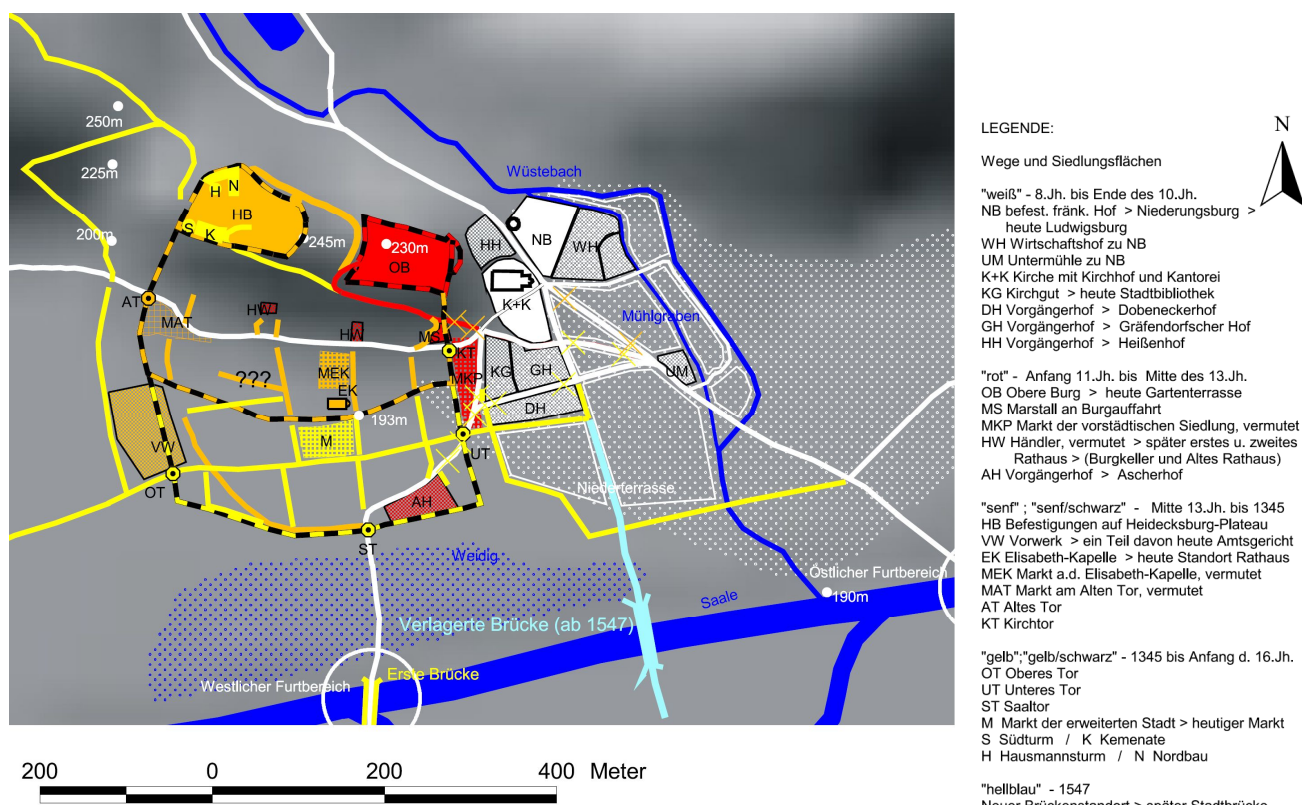 250m
Wüstebach
225m
H N
HB
S K
200m
245m
230m
OB
HH
NB
WH
K+K
AT
MAT
HW
HW
MS
KT
Mühlgraben
???
MEK
EK
MKP
KG
GH
UM
193m
DH
M
VW
UT
OT
Niederterrasse
AH
ST
Weidig
Östlicher Furtbereich
190m
Saale
Verlagerte Brücke (ab 1547)
Erste Brücke
Westlicher Furtbereich
200 0 200 400 Meter
N
LEGENDE:
Wege und Siedlungsflächen
"weiß" - 8.Jh. bis Ende des 10.Jh.
NB befest. fränk. Hof > Niederungsburg >
heute Ludwigsburg
WH Wirtschaftshof zu NB
UM Untermühle zu NB
K+K Kirche mit Kirchhof und Kantorei
KG Kirchgut > heute Stadtbibliothek
DH Vorgängerhof > Dobeneckerhof
GH Vorgängerhof > Gräfendorfscher Hof
HH Vorgängerhof > Heißenhof
"rot" - Anfang 11.Jh. bis Mitte des 13.Jh.
OB Obere Burg > heute Gartenterrasse
MS Marstall an Burgauffahrt
MKP Markt der vorstädtischen Siedlung, vermutet
HW Händler, vermutet > später erstes u. zweites
Rathaus > (Burgkeller und Altes Rathaus)
AH Vorgängerhof > Ascherhof
"senf" ; "senf/schwarz" - Mitte 13.Jh. bis 1345
HB Befestigungen auf Heidecksburg-Plateau
VW Vorwerk > ein Teil davon heute Amtsgericht
EK Elisabeth-Kapelle > heute Standort Rathaus
MEK Markt a.d. Elisabeth-Kapelle, vermutet
MAT Markt am Alten Tor, vermutet
AT Altes Tor
KT Kirchtor
"gelb";"gelb/schwarz" - 1345 bis Anfang d. 16.Jh.
OT Oberes Tor
UT Unteres Tor
ST Saaltor
M Markt der erweiterten Stadt > heutiger Markt
S Südturm / K Kemenate
H Hausmannsturm / N Nordbau
"hellblau" - 1547
Neuer Brückenstandort > später Stadtbrücke